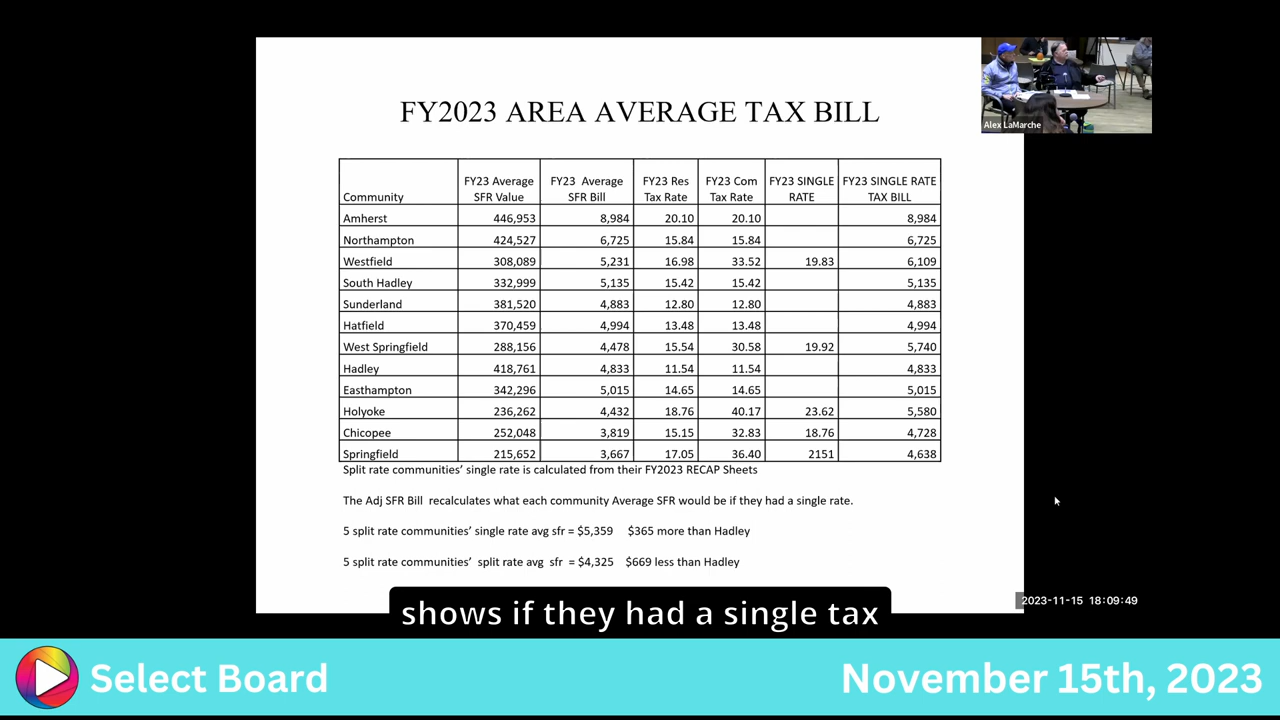 FY2023 AREA AVERAGE TAX BILL
Alex LaMarche
Community FY23 Average SFR Value FY23 Average SFR Bill FY23 Res Tax Rate FY23 Com Tax Rate FY23 SINGLE RATE FY23 SINGLE RATE TAX BILL
Amherst 446,953 8,984 20.10 20.10 8,984
Northampton 424,527 6,725 15.84 15.84 6,725
Westfield 308,089 5,231 16.98 33.52 19.83 6,109
South Hadley 332,999 5,135 15.42 15.42 5,135
Sunderland 381,520 4,883 12.80 12.80 4,883
Hatfield 370,459 4,994 13.48 13.48 4,994
West Springfield 288,156 4,478 15.54 30.58 19.92 5,740
Hadley 418,761 4,833 11.54 11.54 4,833
Easthampton 342,296 5,015 14.65 14.65 5,015
Holyoke 236,262 4,432 18.76 40.17 23.62 5,580
Chicopee 252,048 3,819 15.15 32.83 18.76 4,728
Springfield 215,652 3,667 17.05 36.40 2151 4,638
Split rate communities' single rate is calculated from their FY2023 RECAP Sheets
The Adj SFR Bill recalculates what each community Average SFR would be if they had a single rate.
5 split rate communities' single rate avg sfr = $5,359 $365 more than Hadley
5 split rate communities' split rate avg sfr = $4,325 $669 less than Hadley
2023-11-15 18:09:49
shows if they had a single tax
Select Board
November 15th, 2023